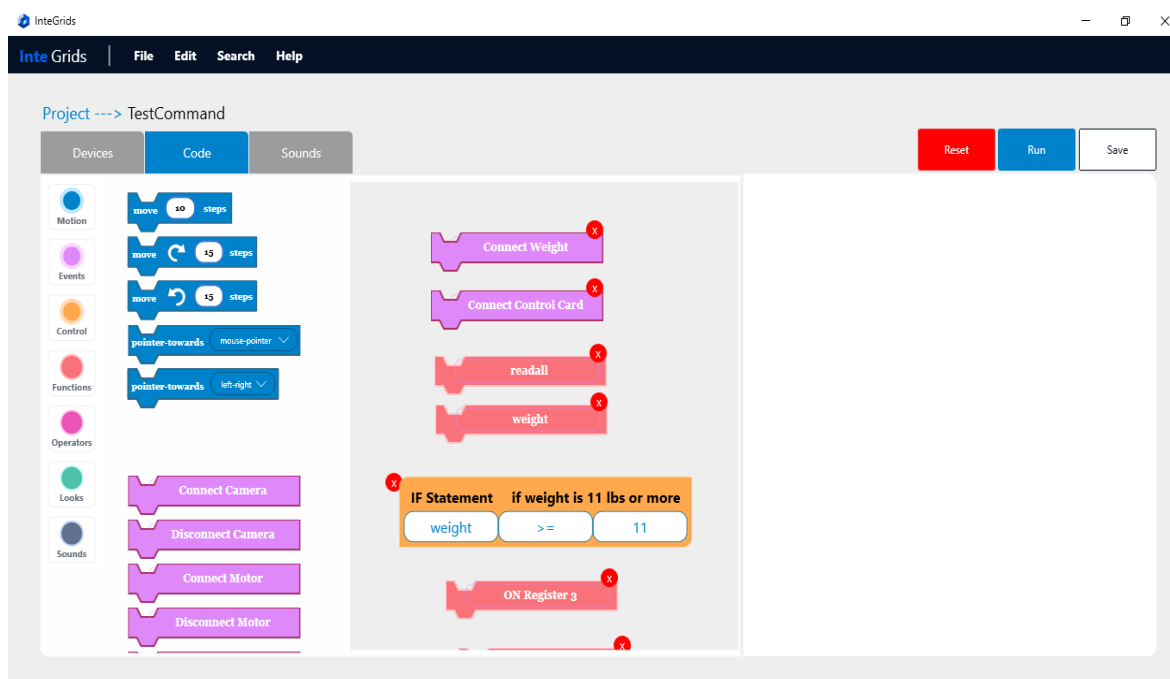 InteGrids
Inte Grids
File Edit Search Help
Project ---> TestCommand
Devices Code Sounds
Reset Run Save
Motion
Events
Control
Functions
Operators
Looks
Sounds
move 10 steps
move 15 steps
move 15 steps
pointer-towards mouse-pointer
pointer-towards left-right
Connect Camera
Disconnect Camera
Connect Motor
Disconnect Motor
X
Connect Weight
X
Connect Control Card
X
readall
X
weight
X
IF Statement if weight is 11 lbs or more
weight >= 11
X
ON Register 3
X